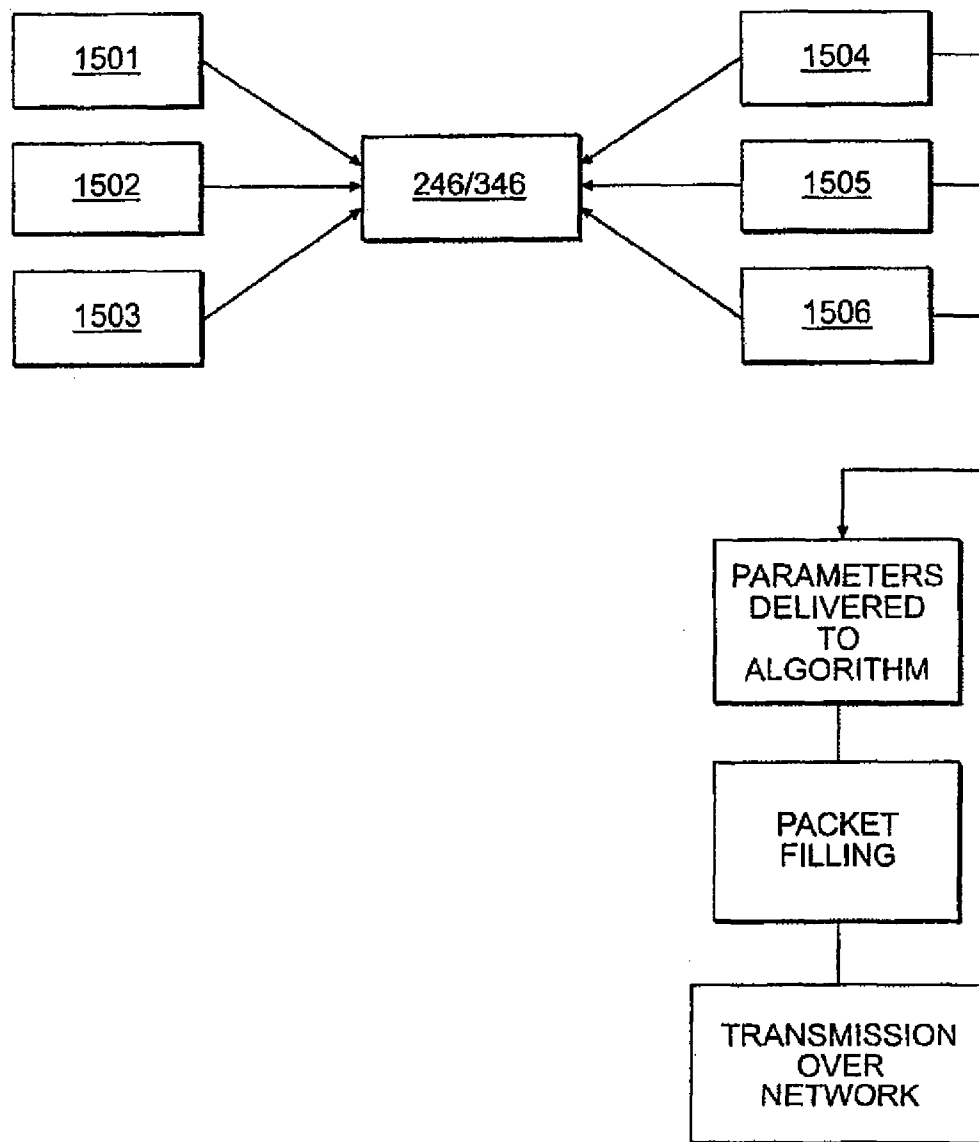 1501
1504
1502
246/346
1505
1503
1506
PARAMETERS
DELIVERED
TO
ALGORITHM
PACKET
FILLING
TRANSMISSION
OVER
NETWORK